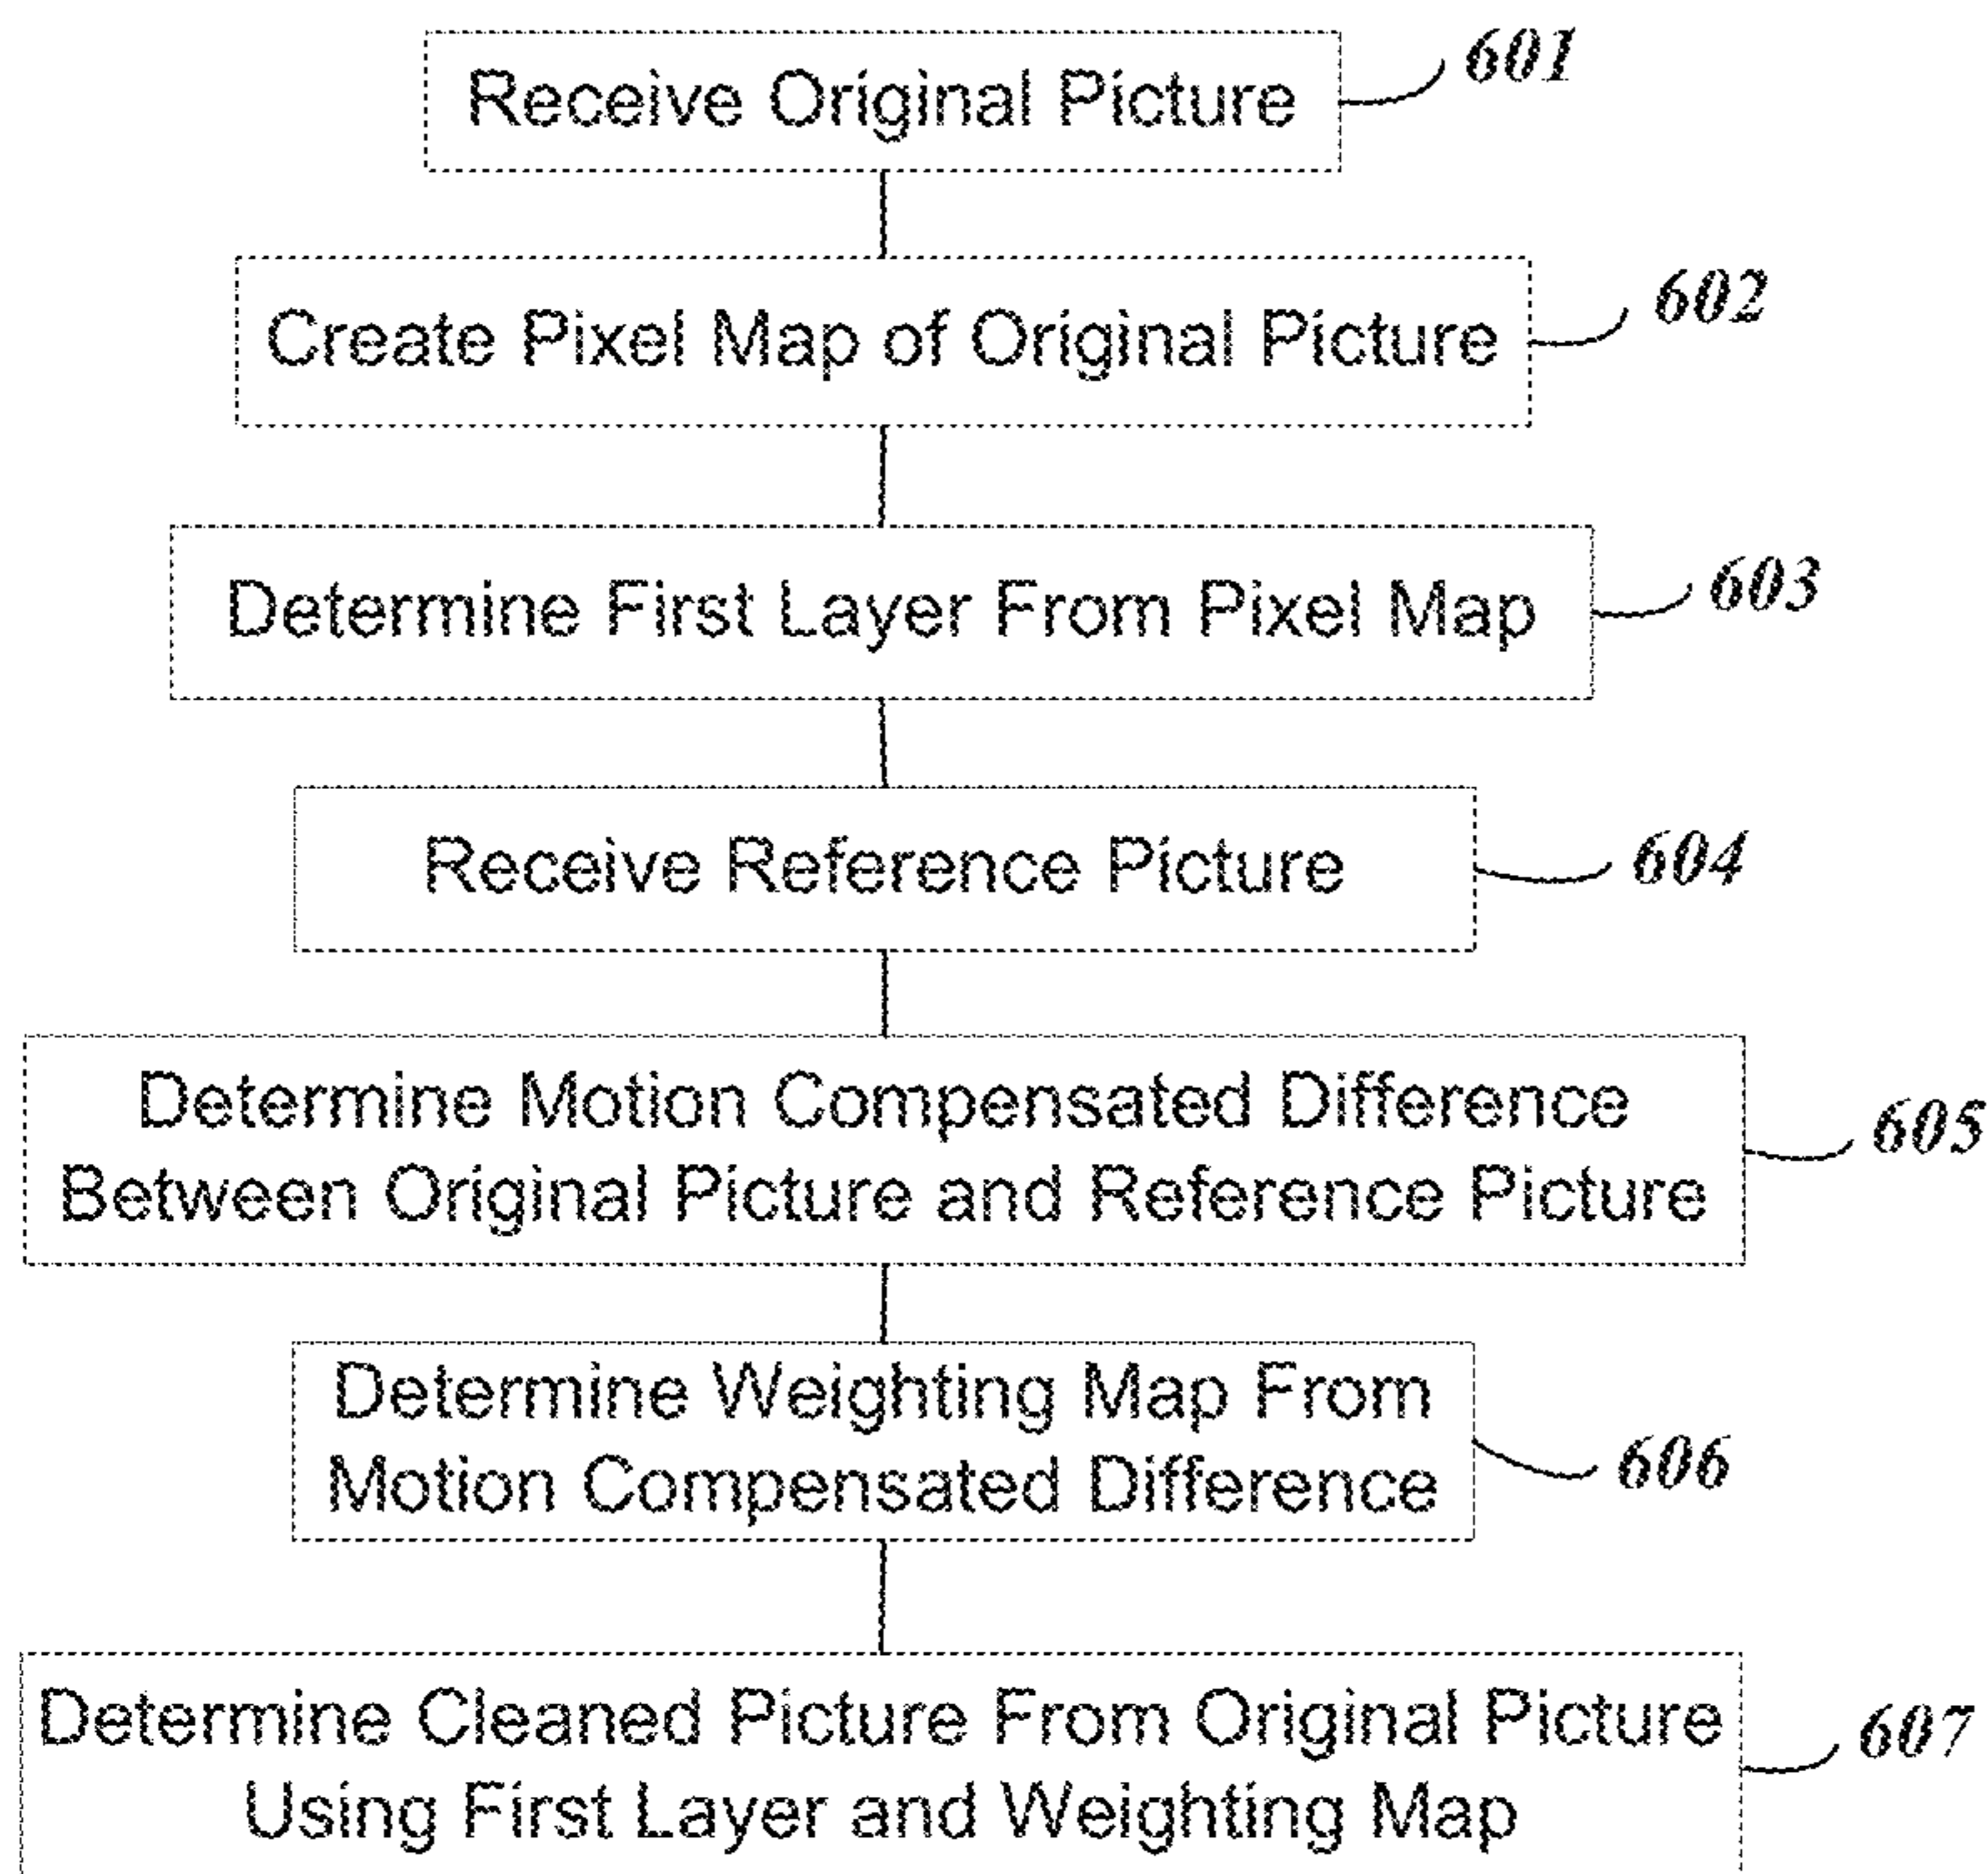 Receive Original Picture
601
Create Pixel Map of Original Picture
602
Determine First Layer From Pixel Map
603
Receive Reference Picture
604
Determine Motion Compensated Difference
Between Original Picture and Reference Picture
605
Determine Weighting Map From
Motion Compensated Difference
606
Determine Cleaned Picture From Original Picture
Using First Layer and Weighting Map
607